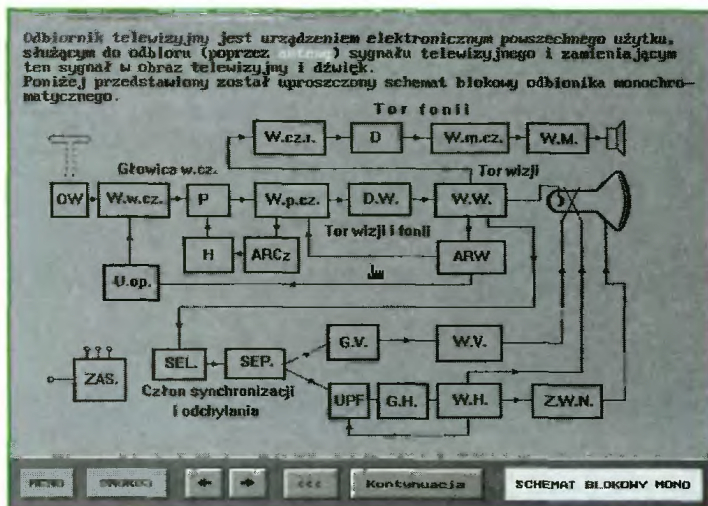 Odbiornik telewizyjny jest urządzeniem elektronicznym powszechnego użytku,
służącym do odbioru (poprzez antenę) sygnału telewizyjnego i zamieniającym
ten sygnał w obraz telewizyjny i dźwięk.
Poniżej przedstawiony został uproszczony schemat blokowy odbionika monochro-
matycznego.
Tor fonii
W.cz.r. D W.m.cz. W.M.
Głowica w.cz. Tor wizji
OW W.w.cz. P W.p.cz. D.W. W.W.
Tor wizji i fonii
H ARCz ARW
U.op.
G.V. W.V.
SEL. SEP.
ZAS.
Człon synchronizacji
i odchylania
UPF G.H. W.H. Z.W.N.
MENU <<< Kontynuacja SCHEMAT BLOKOWY MONO